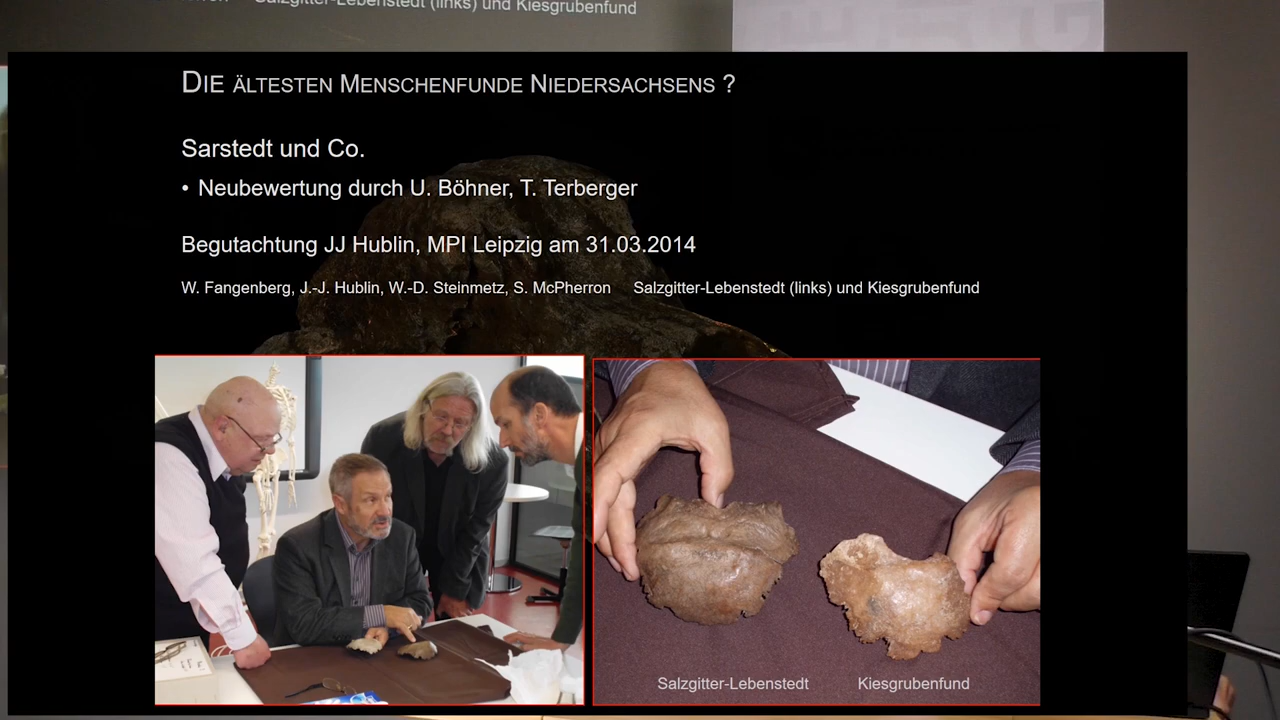 Salzgitter-Lebenstedt (links) und Kiesgrubenfund
Die ältesten Menschenfunde Niedersachsens ?
Sarstedt und Co.
• Neubewertung durch U. Böhner, T. Terberger
Begutachtung JJ Hublin, MPI Leipzig am 31.03.2014
W. Fangenberg, J.-J. Hublin, W.-D. Steinmetz, S. McPherron Salzgitter-Lebenstedt (links) und Kiesgrubenfund
Salzgitter-Lebenstedt Kiesgrubenfund